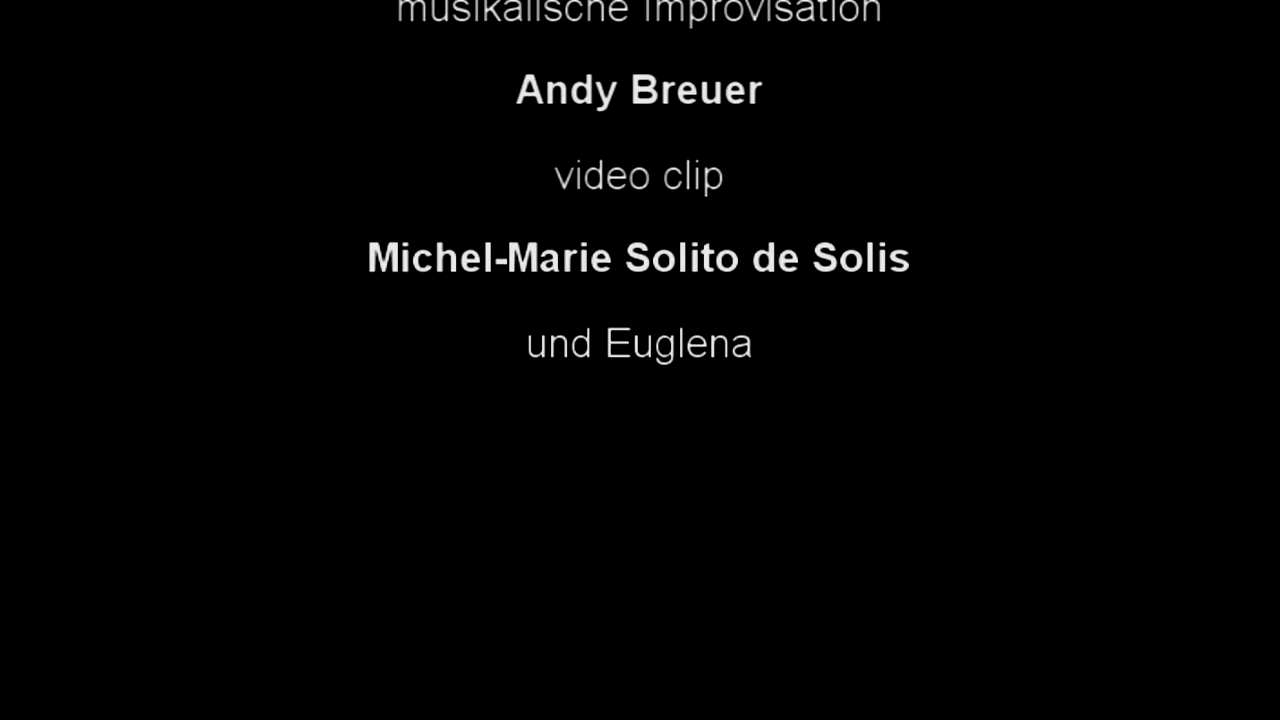 musikalische Improvisation
Andy Breuer
video clip
Michel-Marie Solito de Solis
und Euglena